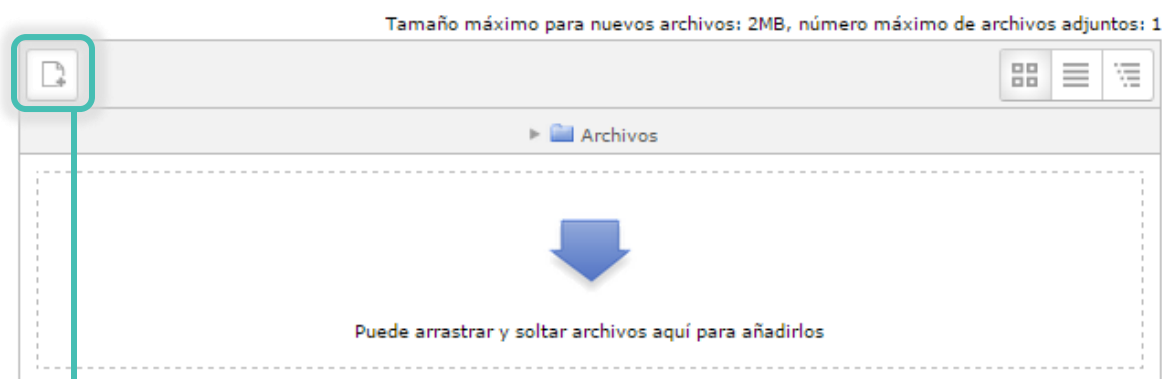 Tamaño máximo para nuevos archivos: 2MB, número máximo de archivos adjuntos: 1
Archivos
Puede arrastrar y soltar archivos aquí para añadirlos